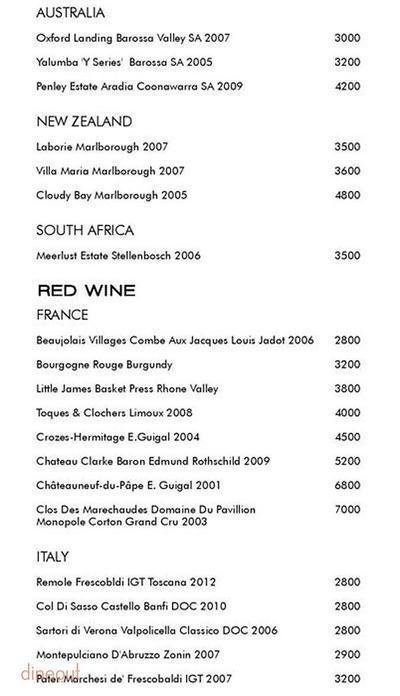 AUSTRALIA
Oxford Landing Barossa Valley SA 2007 3000
Yalumba 'Y Series' Barossa SA 2005 3200
Penley Estate Aradia Coonawarra SA 2009 4200
NEW ZEALAND
Laborie Marlborough 2007 3500
Villa Maria Marlborough 2007 3600
Cloudy Bay Marlborough 2005 4800
SOUTH AFRICA
Meerlust Estate Stellenbosch 2006 3500
RED WINE
FRANCE
Beaujolais Villages Combe Aux Jacques Louis Jadot 2006 2800
Bourgogne Rouge Burgundy 3200
Little James Basket Press Rhone Valley 3800
Toques & Clochers Limoux 2008 4000
Crozes-Hermitage E.Guigal 2004 4500
Chateau Clarke Baron Edmund Rothschild 2009 5200
Châteauneuf-du-Pâpe E. Guigal 2001 6800
Clos Des Marechaudes Domaine Du Pavillion 7000
Monopole Corton Grand Cru 2003
ITALY
Remole Frescobldi IGT Toscana 2012 2800
Col Di Sasso Castello Banfi DOC 2010 2800
Sartori di Verona Valpolicella Classico DOC 2006 2800
Montepulciano D'Abruzzo Zonin 2007 2900
Pater Marchesi de' Frescobaldi IGT 2007 3200
dineout